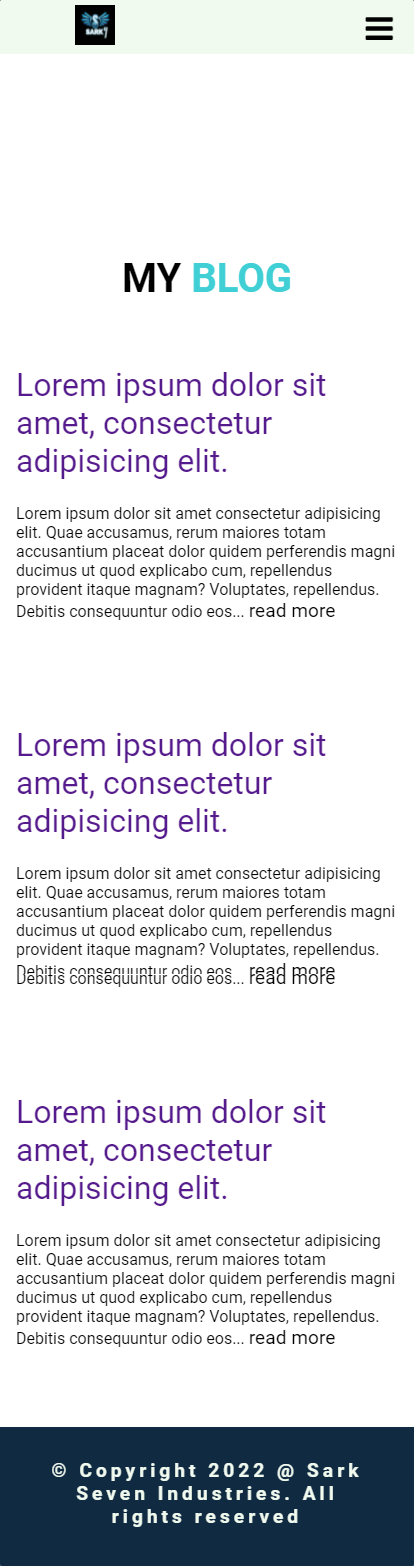 SARK7
MY BLOG
Lorem ipsum dolor sit
amet, consectetur
adipisicing elit.
Lorem ipsum dolor sit amet consectetur adipisicing
elit. Quae accusamus, rerum maiores totam
accusantium placeat dolor quidem perferendis magni
ducimus ut quod explicabo cum, repellendus
provident itaque magnam? Voluptates, repellendus.
Debitis consequuntur odio eos... read more
Lorem ipsum dolor sit
amet, consectetur
adipisicing elit.
Lorem ipsum dolor sit amet consectetur adipisicing
elit. Quae accusamus, rerum maiores totam
accusantium placeat dolor quidem perferendis magni
ducimus ut quod explicabo cum, repellendus
provident itaque magnam? Voluptates, repellendus.
Debitis consequuntur odio eos read more
Debitis consequuntur odio eos... read more
Lorem ipsum dolor sit
amet, consectetur
adipisicing elit.
Lorem ipsum dolor sit amet consectetur adipisicing
elit. Quae accusamus, rerum maiores totam
accusantium placeat dolor quidem perferendis magni
ducimus ut quod explicabo cum, repellendus
provident itaque magnam? Voluptates, repellendus.
Debitis consequuntur odio eos... read more
© Copyright 2022 @ Sark
Seven Industries. All
rights reserved